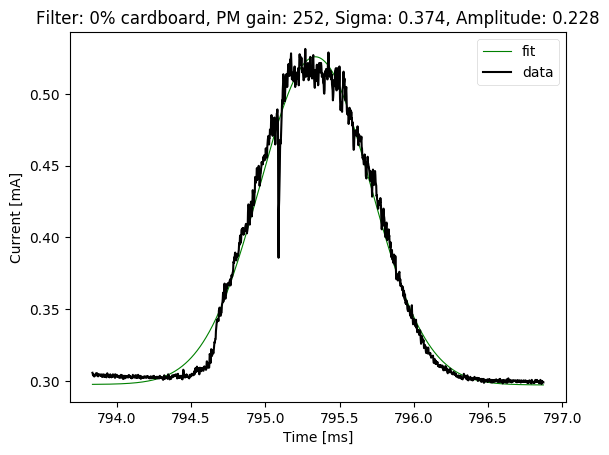 Filter: 0% cardboard, PM gain: 252, Sigma: 0.374, Amplitude: 0.228
fit
data
0.50
0.45
0.40
0.35
0.30
Current [mA]
794.0 794.5 795.0 795.5 796.0 796.5 797.0
Time [ms]